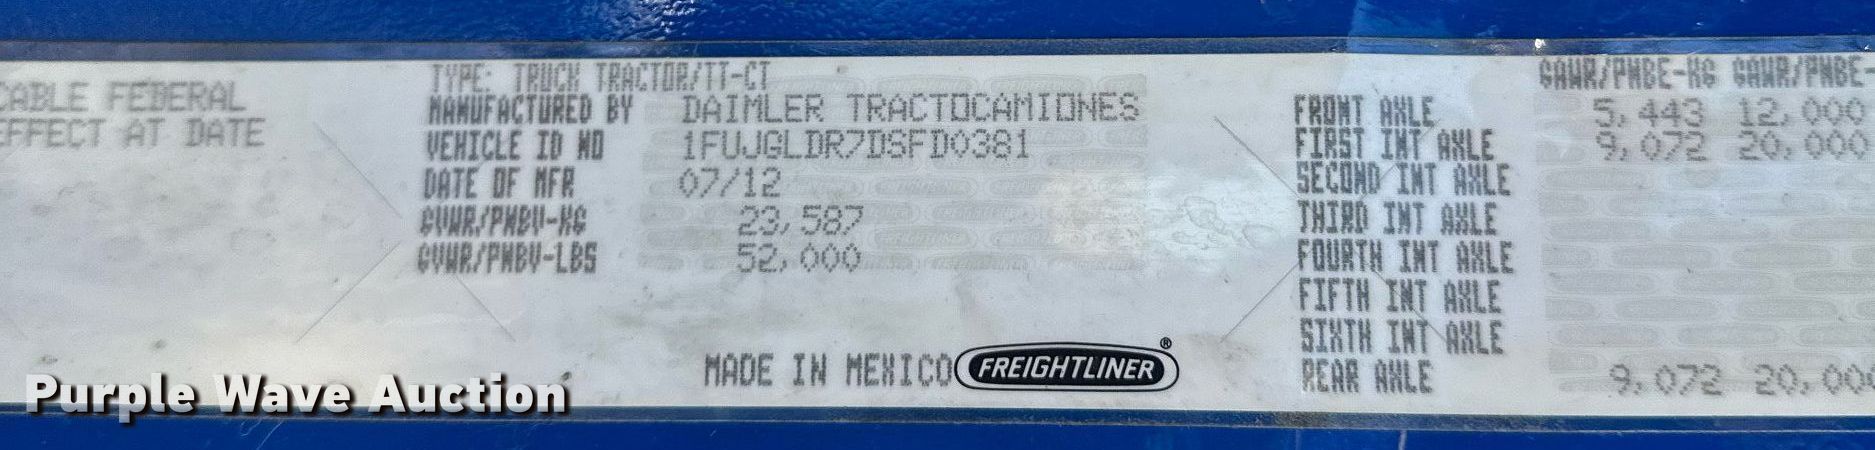 CABLE FEDERAL
EFFECT AT DATE
TYPE: TRUCK TRACTOR/TT-CT
MANUFACTURED BY DAIMLER TRACTOCAMIONES
VEHICLE ID NO 1FUJGLDR7DSFD0381
DATE OF MFR 07/12
GVWR/PNBV-KG 23,587
GVWR/PNBV-LBS 52,000
MADE IN MEXICO FREIGHTLINER®
GAWR/PNBE-KG GAWR/PNBE-
FRONT AXLE 5,443 12,000
FIRST INT AXLE 9,072 20,000
SECOND INT AXLE
THIRD INT AXLE
FOURTH INT AXLE
FIFTH INT AXLE
SIXTH INT AXLE
REAR AXLE 9,072 20,000
Purple Wave Auction